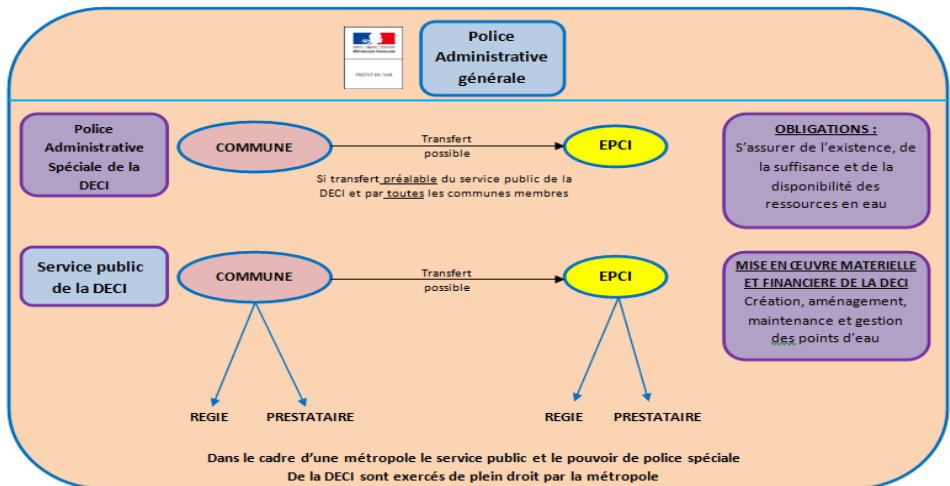 Police
Administrative
générale
RÉPUBLIQUE FRANÇAISE
PRÉFET DU VAR
Police
Administrative
Spéciale de la
DECI
COMMUNE
Transfert
possible
EPCI
Si transfert préalable du service public de la
DECI et par toutes les communes membres
OBLIGATIONS :
S’assurer de l’existence, de
la suffisance et de la
disponibilité des
ressources en eau
Service public
de la DECI
COMMUNE
Transfert
possible
EPCI
MISE EN ŒUVRE MATERIELLE
ET FINANCIERE DE LA DECI
Création, aménagement,
maintenance et gestion
des points d’eau
REGIE PRESTATAIRE
REGIE PRESTATAIRE
Dans le cadre d’une métropole le service public et le pouvoir de police spéciale
De la DECI sont exercés de plein droit par la métropole